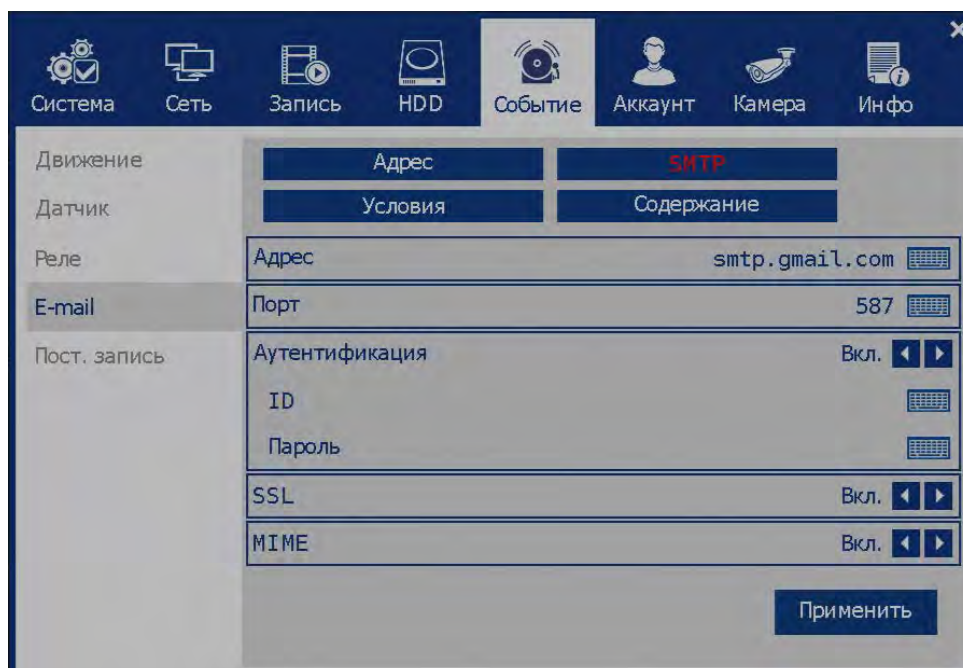 Система Сеть Запись HDD Событие Аккаунт Камера Инфо
Движение
Датчик
Реле
E-mail
Пост. запись
Адрес SMTP
Условия Содержание
Адрес smtp.gmail.com
Порт 587
Аутентификация Вкл.
ID
Пароль
SSL Вкл.
MIME Вкл.
Применить